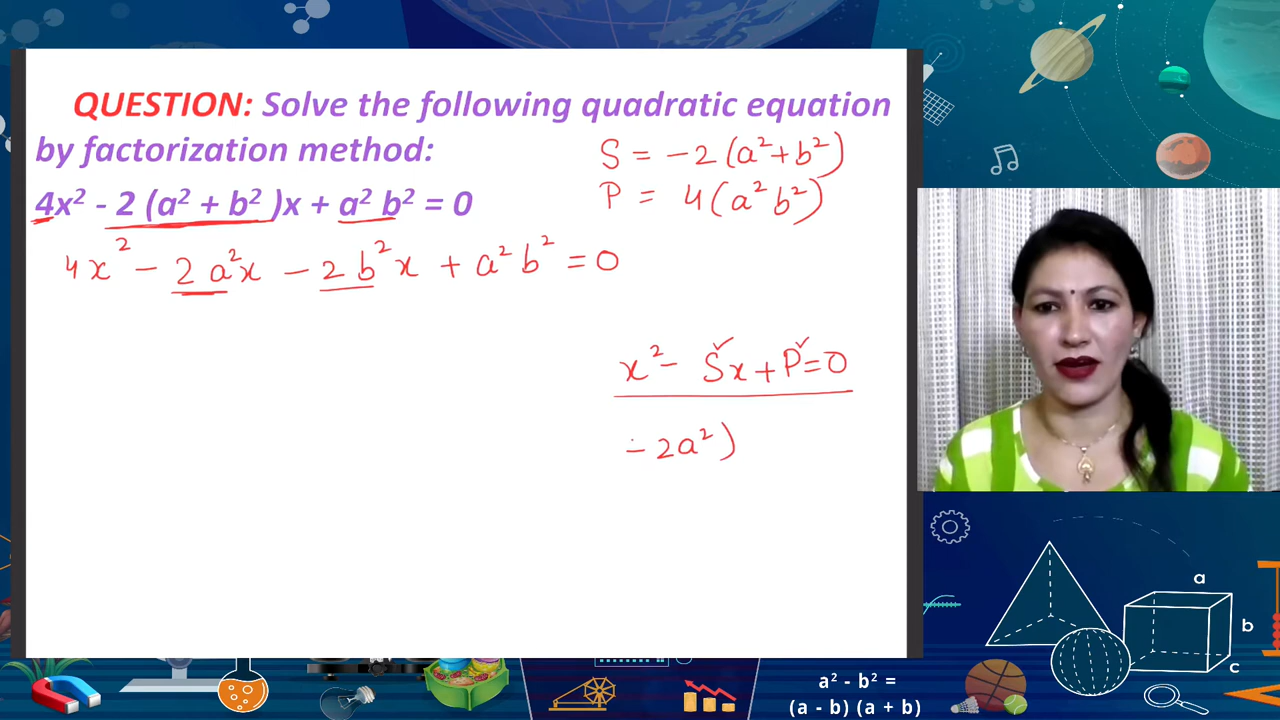 QUESTION: Solve the following quadratic equation
by factorization method:
4x² - 2 (a² + b² )x + a² b² = 0
S = -2 (a²+b²)
P = 4(a² b²)
4x² - 2a²x - 2b²x + a²b² = 0
x² - Sx + P = 0
-2a²)
a
b
c
a² - b² =
(a - b) (a + b)